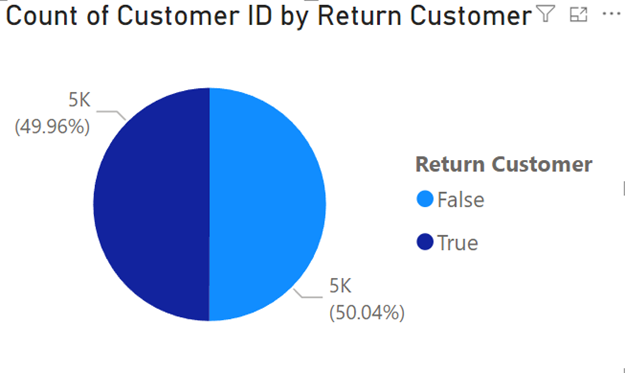 Count of Customer ID by Return Customer
5K
(49.96%)
Return Customer
False
True
5K
(50.04%)